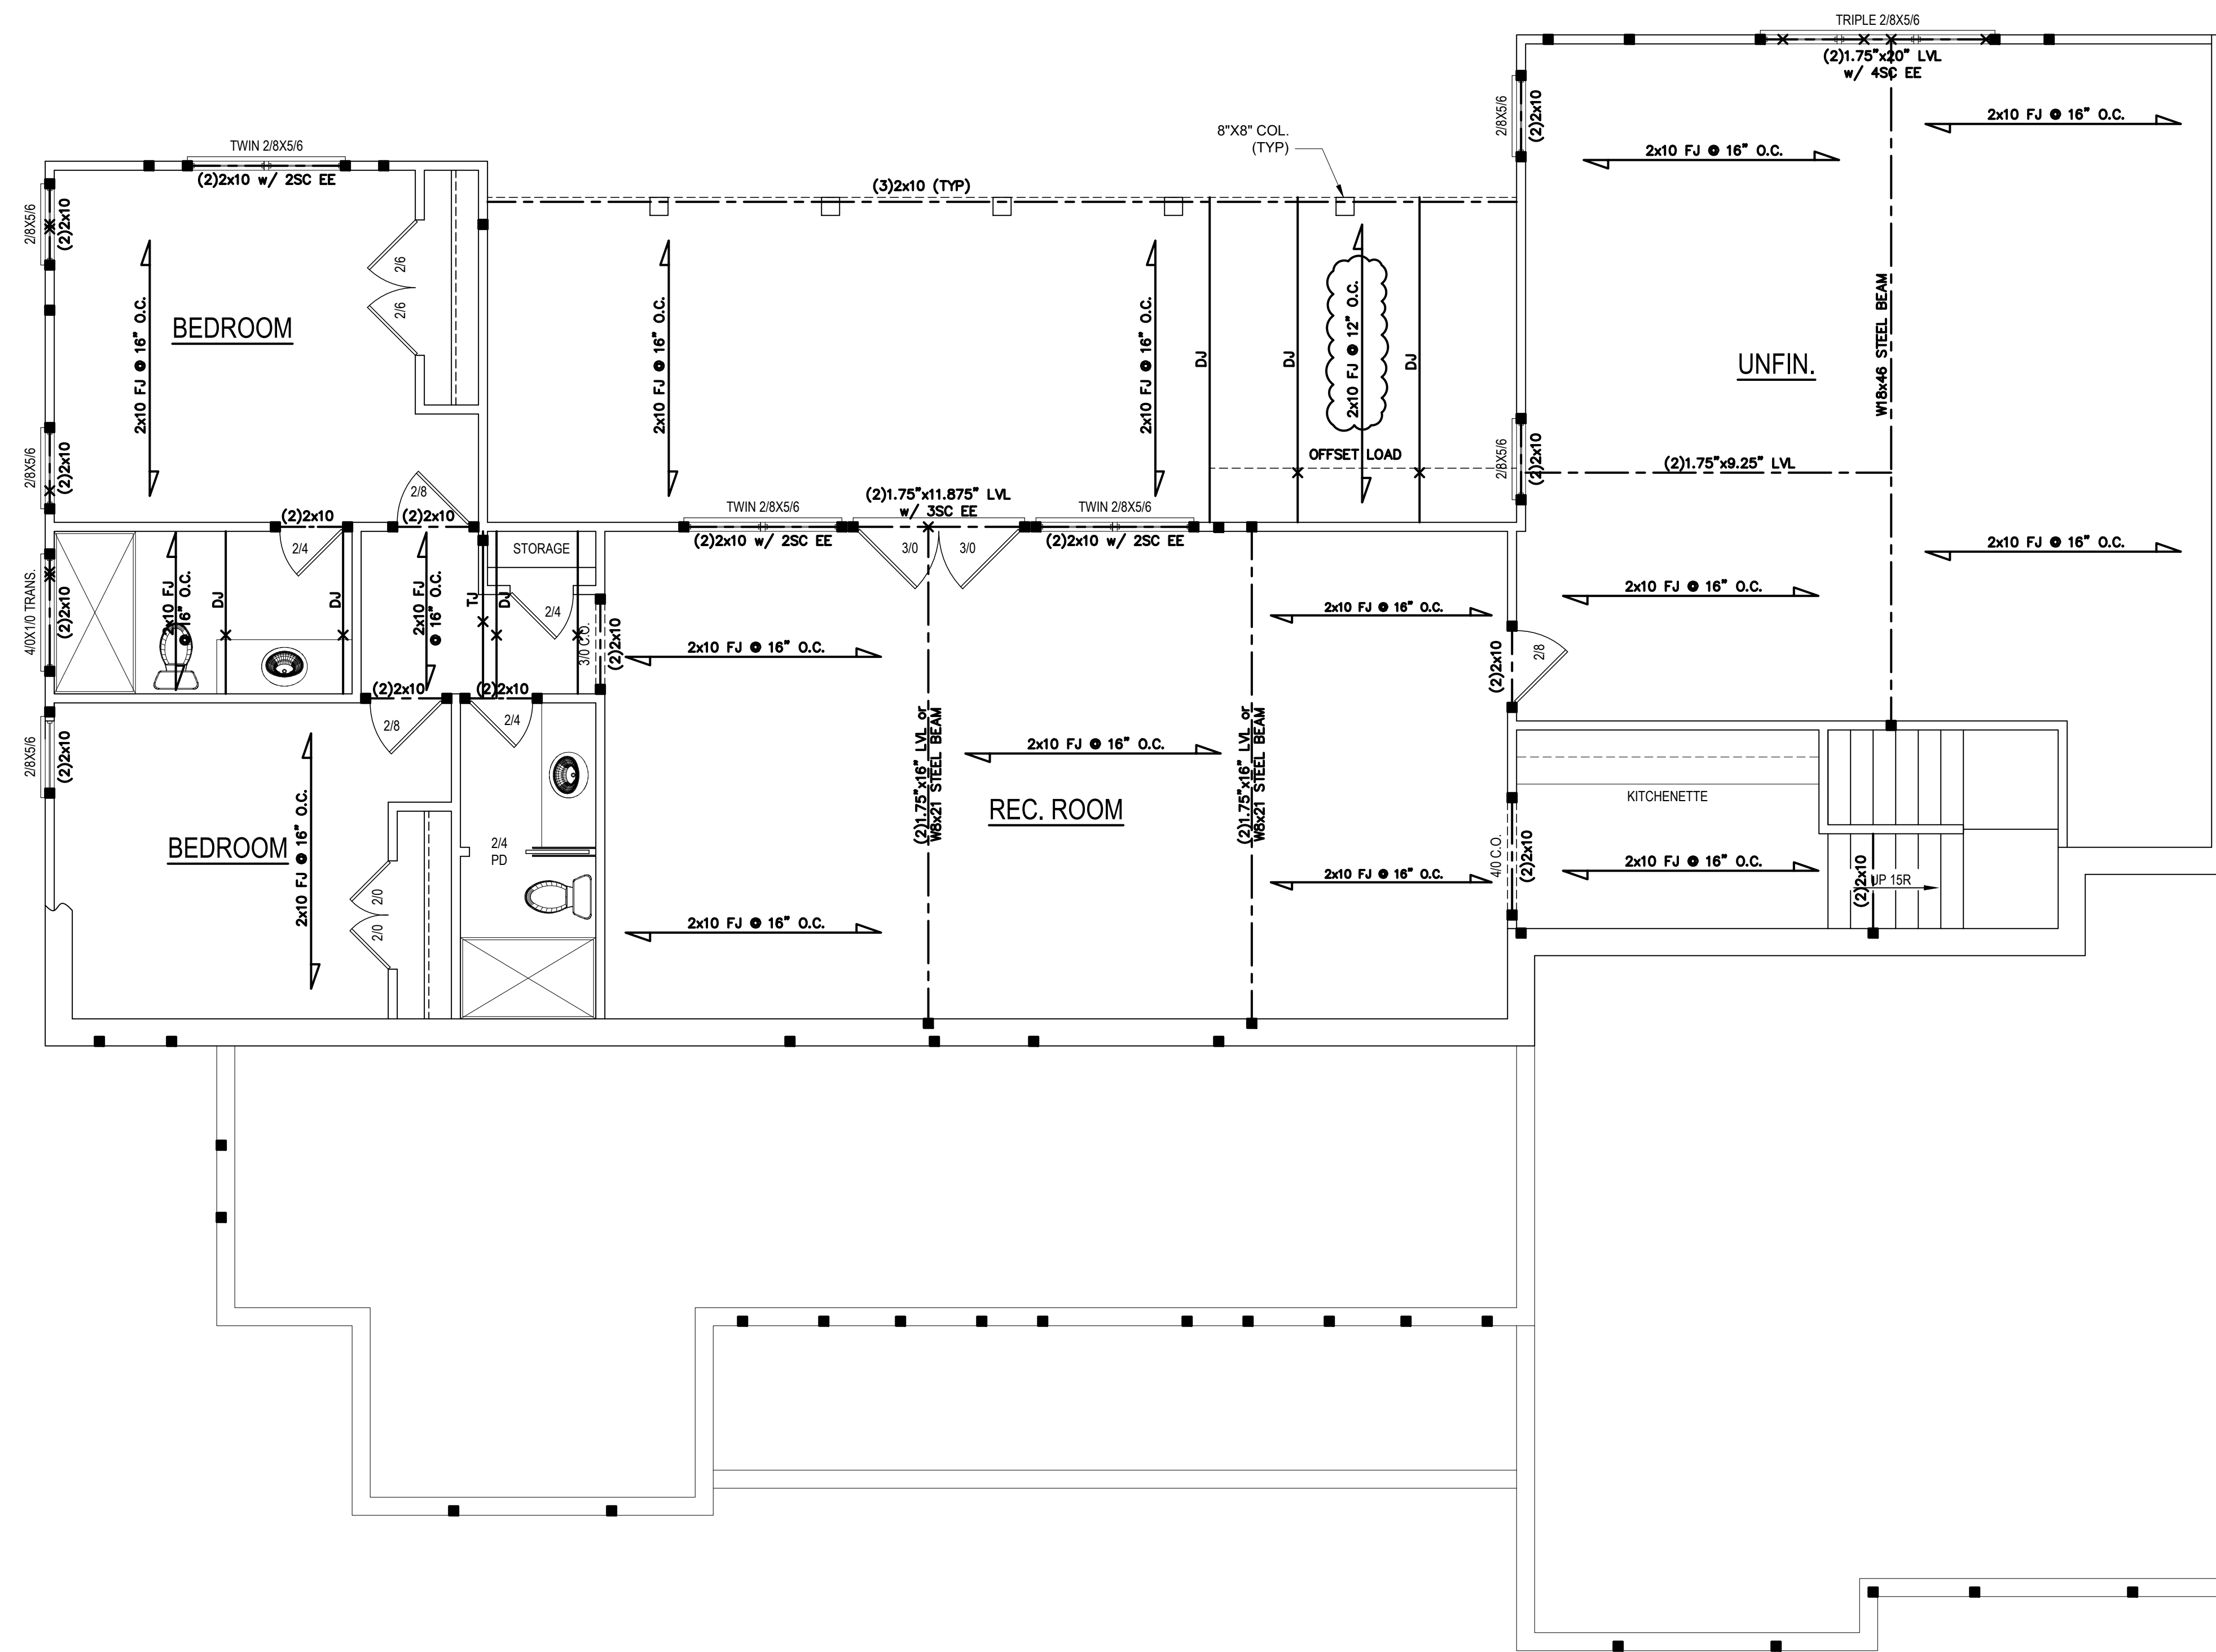 TRIPLE 2/8X5/6
(2)1.75"x20" LVL
w/ 4SC EE
2/8X5/6
(2)2x10
2x10 FJ @ 16" O.C.
2x10 FJ @ 16" O.C.
8"X8" COL.
(TYP)
TWIN 2/8X5/6
(2)2x10 w/ 2SC EE
(3)2x10 (TYP)
2/8X5/6
(2)2x10
2/6
2/6
2x10 FJ @ 16" O.C.
BEDROOM
2x10 FJ @ 16" O.C.
2x10 FJ @ 16" O.C.
DJ
DJ
2x10 FJ @ 12" O.C.
DJ
W18x46 STEEL BEAM
UNFIN.
OFFSET LOAD
2/8X5/6
(2)2x10
2/8X5/6
(2)2x10
(2)1.75"x9.25" LVL
2/8
(2)2x10
(2)2x10
TWIN 2/8X5/6
(2)2x10 w/ 2SC EE
(2)1.75"x11.875" LVL
w/ 3SC EE
TWIN 2/8X5/6
(2)2x10 w/ 2SC EE
3/0
3/0
2/4
STORAGE
4/0X1/0 TRANS.
(2)2x10
2x10 FJ
@ 16" O.C.
DJ
DJ
2x10 FJ
@ 16" O.C.
TJ
DJ
2/4
3/0 C.O.
(2)2x10
2x10 FJ @ 16" O.C.
2x10 FJ @ 16" O.C.
2x10 FJ @ 16" O.C.
2x10 FJ @ 16" O.C.
(2)2x10
2/8
(2)2x10
(2)2x10
2/8
2/4
2/8X5/6
(2)2x10
2x10 FJ @ 16" O.C.
BEDROOM
2/0
2/0
2/4
PD
(2)1.75"x16" LVL or
W8x21 STEEL BEAM
2x10 FJ @ 16" O.C.
REC. ROOM
(2)1.75"x16" LVL or
W8x21 STEEL BEAM
KITCHENETTE
4/0 C.O.
(2)2x10
2x10 FJ @ 16" O.C.
(2)2x10
UP 15R
2x10 FJ @ 16" O.C.
2x10 FJ @ 16" O.C.